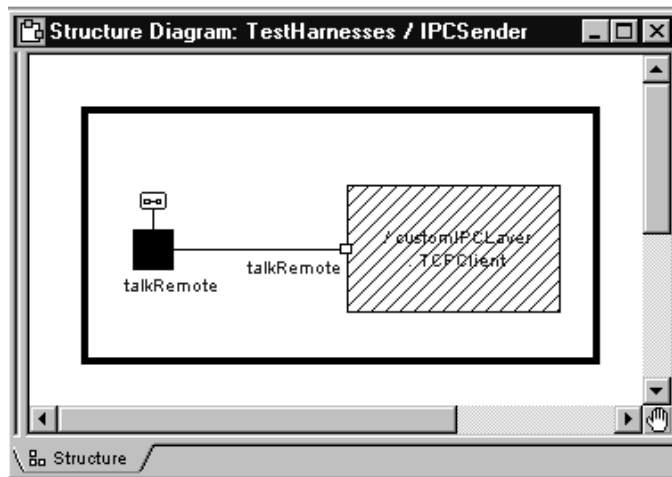 Structure Diagram: TestHarnesses / IPCSender
/ customIPCLayer
: TCPClient
talkRemote
talkRemote
Structure